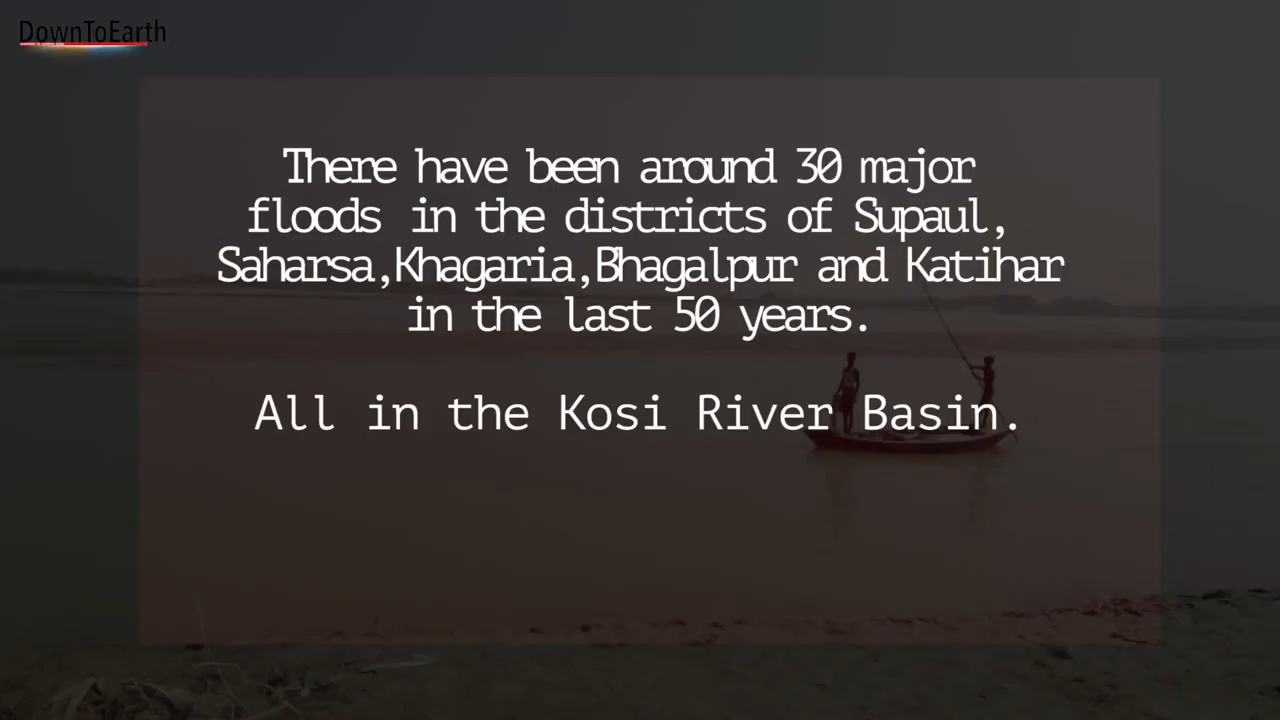 DownToEarth
There have been around 30 major
floods in the districts of Supaul,
Saharsa,Khagaria,Bhagalpur and Katihar
in the last 50 years.
All in the Kosi River Basin.